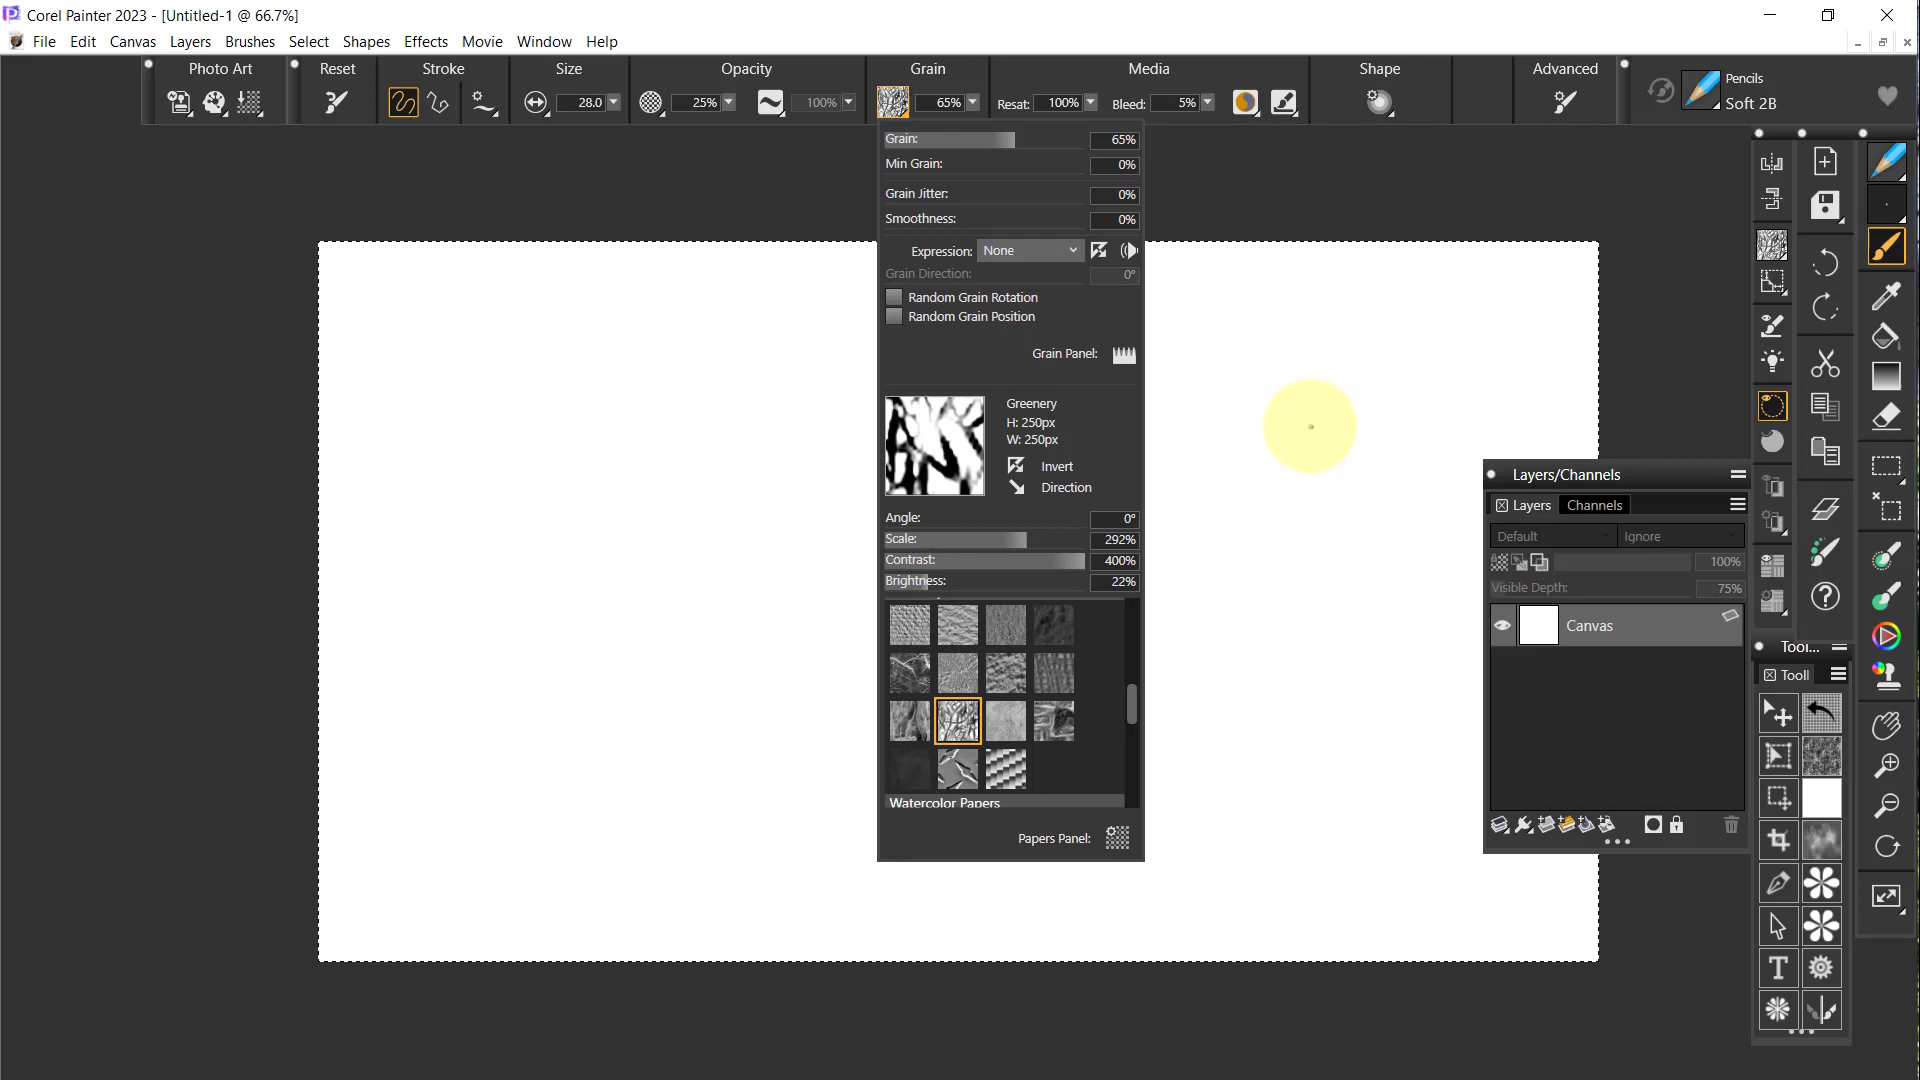 Corel Painter 2023 - [Untitled-1 @ 66.7%]
File Edit Canvas Layers Brushes Select Shapes Effects Movie Window Help
Photo Art Reset Stroke Size Opacity Grain Media Shape Advanced
Pencils
Soft 2B
28.0 25% 100% 65% Resat: 100% Bleed: 5%
Grain: 65%
Min Grain: 0%
Grain Jitter: 0%
Smoothness: 0%
Expression: None
Grain Direction: 0°
Random Grain Rotation
Random Grain Position
Grain Panel:
Greenery
H: 250px
W: 250px
Invert
Direction
Angle: 0°
Scale: 292%
Contrast: 400%
Brightness: 22%
Watercolor Papers
Papers Panel:
Layers/Channels
Layers Channels
Default Ignore
100%
Visible Depth: 75%
Canvas
Tool...
Tooll
T